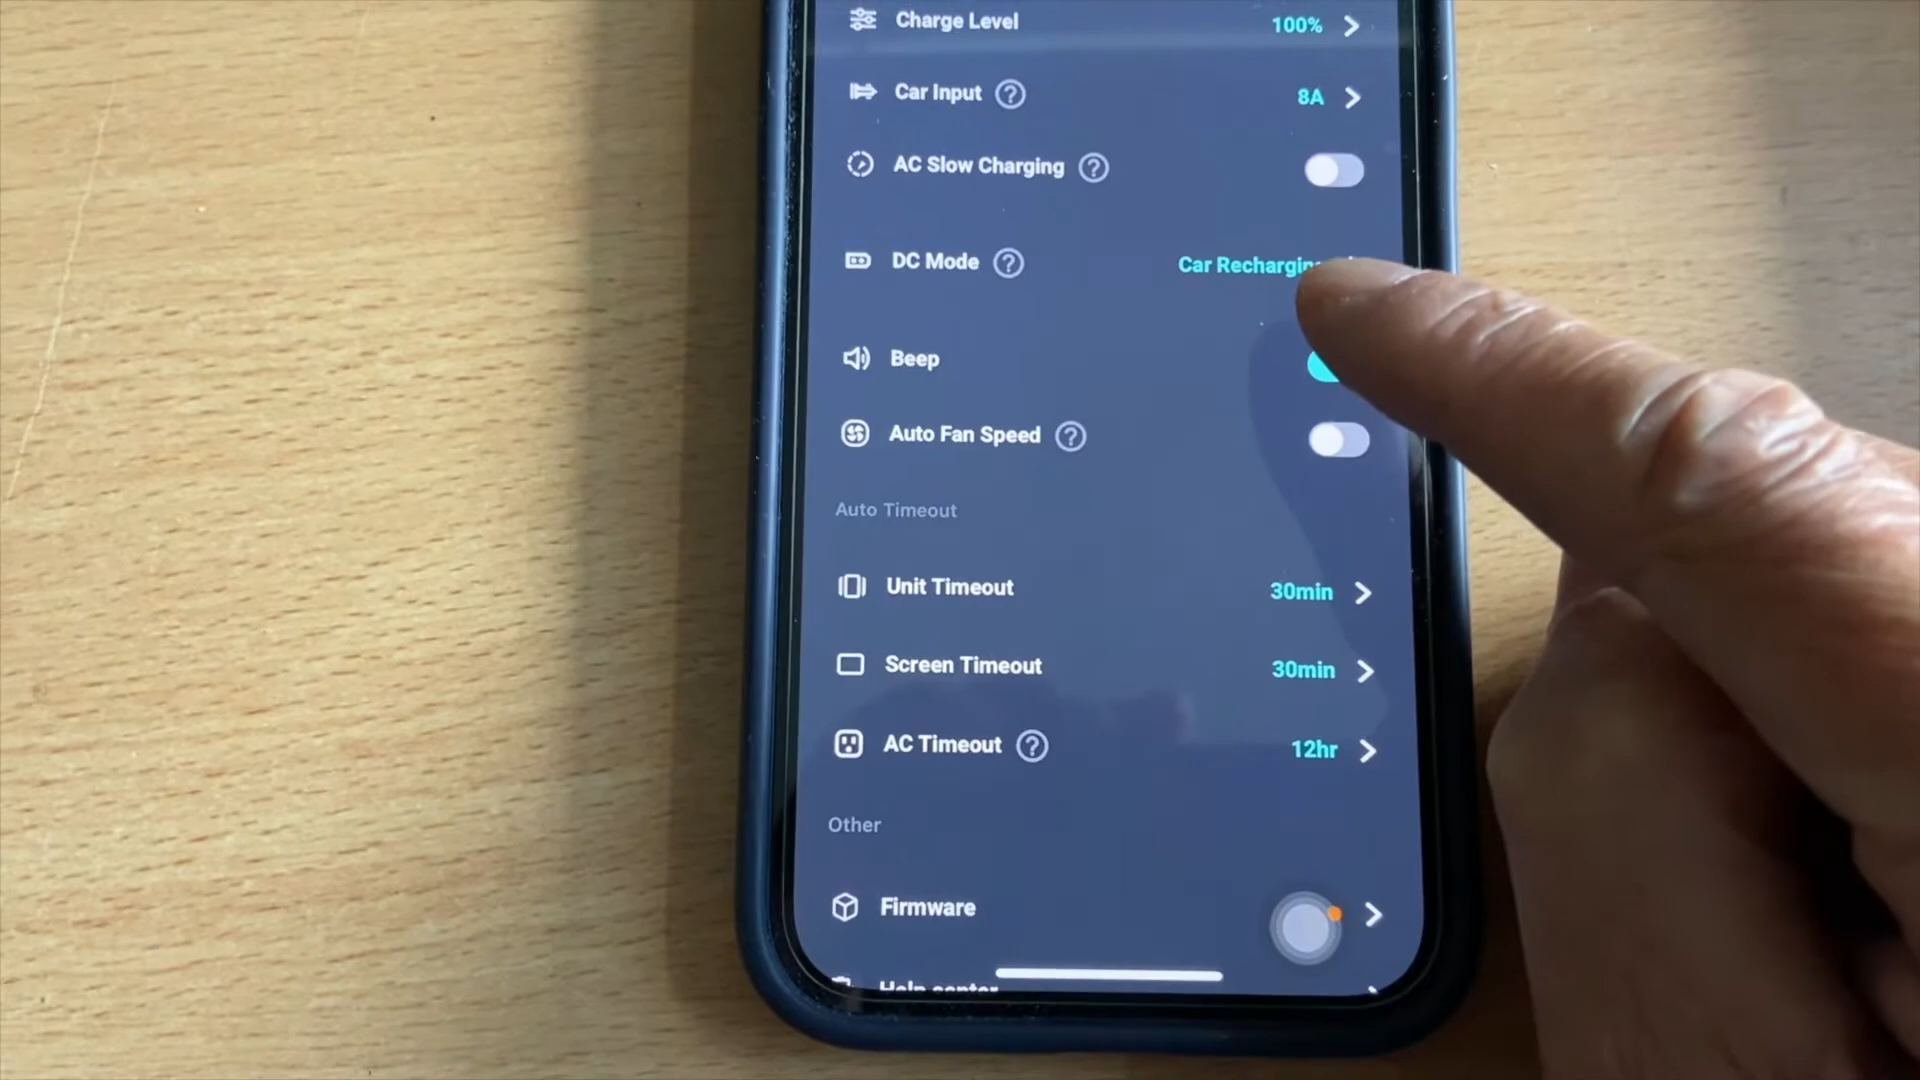 Charge Level 100%
Car Input ? 8A
AC Slow Charging ?
DC Mode ? Car
Beep
Auto Fan Speed ?
Auto Timeout
Unit Timeout 30min
Screen Timeout 30min
AC Timeout ? 12hr
Other
Firmware
Help center